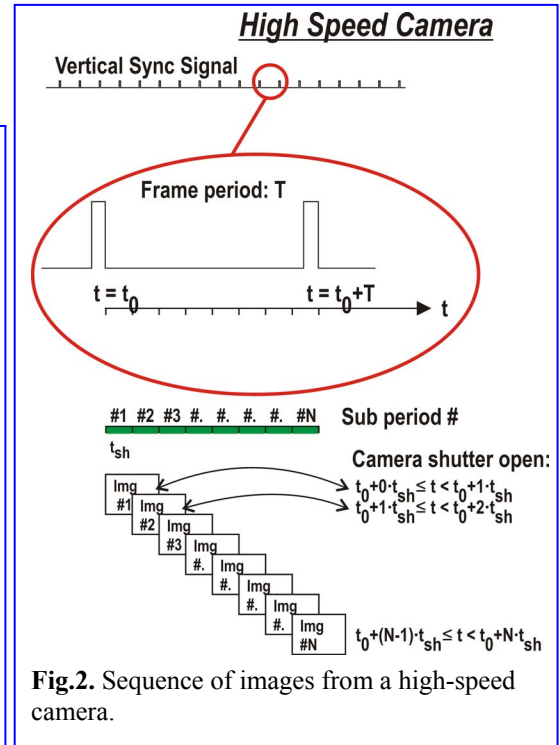 High Speed Camera
Vertical Sync Signal
Frame period: T
t = t0
t = t0+T
t
#1 #2 #3 #. #. #. #. #N
Sub period #
tsh
Camera shutter open:
t0+0·tsh ≤ t < t0+1·tsh
t0+1·tsh ≤ t < t0+2·tsh
Img
#1
Img
#2
Img
#3
Img
#.
Img
#.
Img
#.
Img
#.
Img
#N
t0+(N-1)·tsh ≤ t < t0+N·tsh
Fig.2. Sequence of images from a high-speed
camera.